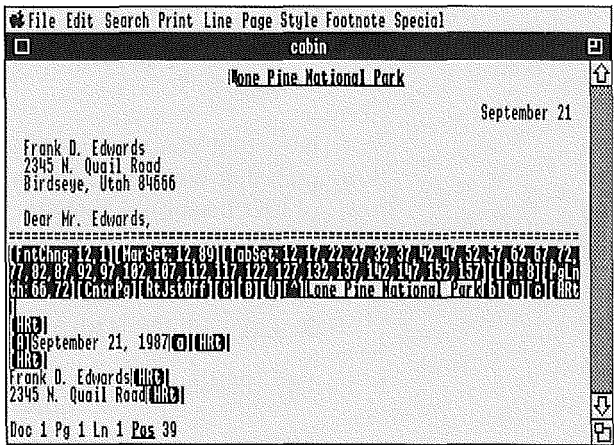 File Edit Search Print Line Page Style Footnote Special
cabin
Lone Pine National Park
September 21
Frank D. Edwards
2345 N. Quail Road
Birdseye, Utah 84666
Dear Mr. Edwards,
[FntChng:12,1][MarSet:12,89][TabSet:12,17,22,27,32,37,42,47,52,57,62,67,72,
77,82,87,92,97,102,107,112,117,122,127,132,137,142,147,152,157][LPI:8][PgLn
th:66,72][CntrPg][RtJstOff][C][B][U][^]Lone Pine National Park[b][u][c][HRt
]
[HRt]
[A]September 21, 1987[a][HRt]
[HRt]
Frank D. Edwards[HRt]
2345 N. Quail Road[HRt]
Doc 1 Pg 1 Ln 1 Pos 39